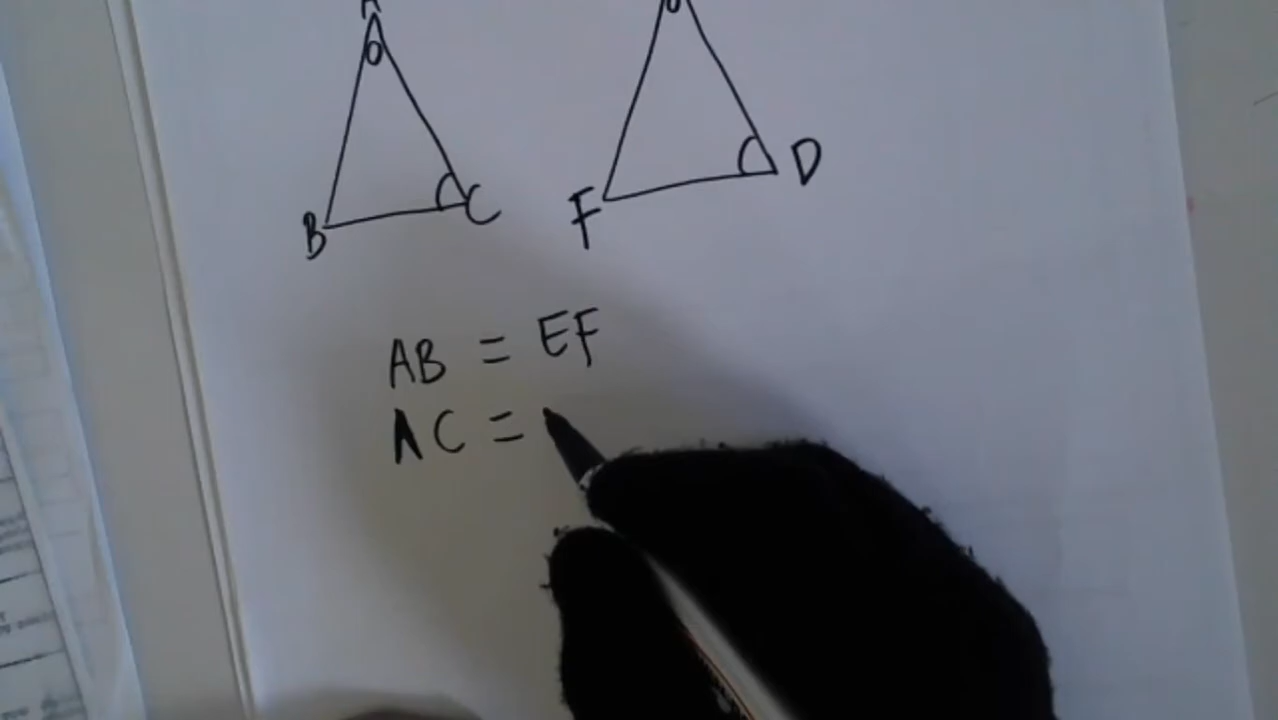 A
B
C
F
D
AB = EF
AC =